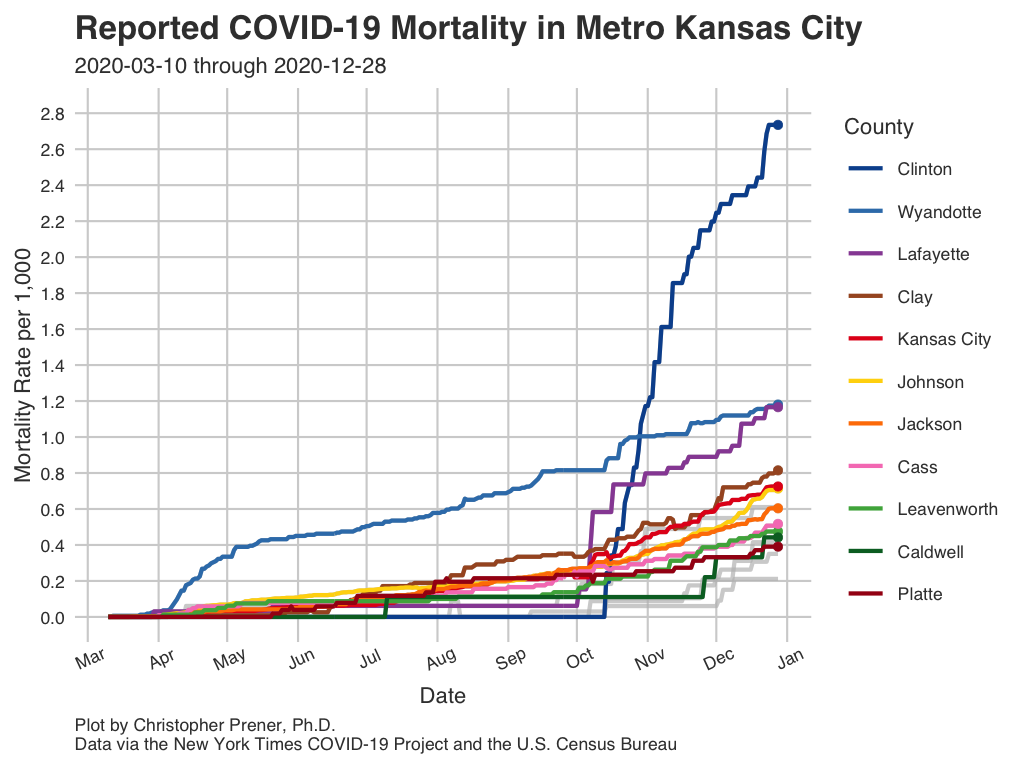 Reported COVID-19 Mortality in Metro Kansas City
2020-03-10 through 2020-12-28
Mortality Rate per 1,000
2.8
2.6
2.4
2.2
2.0
1.8
1.6
1.4
1.2
1.0
0.8
0.6
0.4
0.2
0.0
Mar
Apr
May
Jun
Jul
Aug
Sep
Oct
Nov
Dec
Jan
Date
County
Clinton
Wyandotte
Lafayette
Clay
Kansas City
Johnson
Jackson
Cass
Leavenworth
Caldwell
Platte
Plot by Christopher Prener, Ph.D.
Data via the New York Times COVID-19 Project and the U.S. Census Bureau